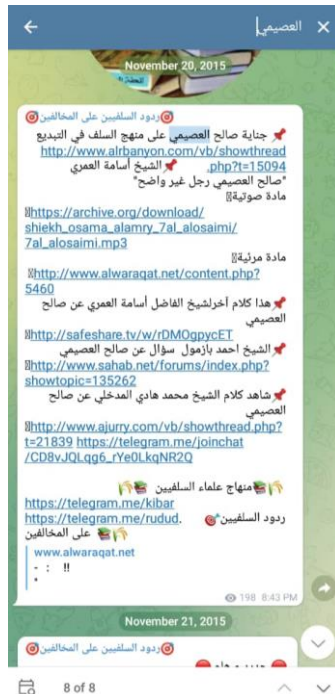 العصيمي
November 20, 2015
ردود السلفيين على المخالفين
جناية صالح العصيمي على منهج السلف في التبديع
http://www.alrbanyon.com/vb/showthread
.php?t=15094 الشيخ أسامة العمري
"صالح العصيمي رجل غير واضح"
مادة صوتية
https://archive.org/download/
shiekh_osama_alamry_7al_alosaimi/
7al_alosaimi.mp3
مادة مرئية
http://www.alwaraqat.net/content.php?
5460
هذا كلام آخرلشيخ الفاضل أسامة العمري عن صالح
العصيمي
http://safeshare.tv/w/rDMOgpycET
الشيخ احمد بازمول سؤال عن صالح العصيمي
http://www.sahab.net/forums/index.php?
showtopic=135262
شاهد كلام الشيخ محمد هادي المدخلي عن صالح
العصيمي
http://www.ajurry.com/vb/showthread.php?
t=21839 https://telegram.me/joinchat
/CD8vJQLqg6_rYe0LkqNR2Q
منهاج علماء السلفيين
https://telegram.me/kibar
https://telegram.me/rudud. ردود السلفيين
على المخالفين
www.alwaraqat.net
- : !!
"
198 8:43 PM
November 21, 2015
ردود السلفيين على المخالفين
8 of 8